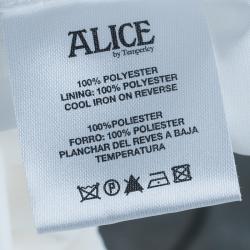 ALICE
by Temperley
100% POLYESTER
LINING: 100% POLYESTER
COOL IRON ON REVERSE
100%POLIESTER
FORRO: 100% POLIESTER
PLANCHAR DEL REVES A BAJA
TEMPERATURA